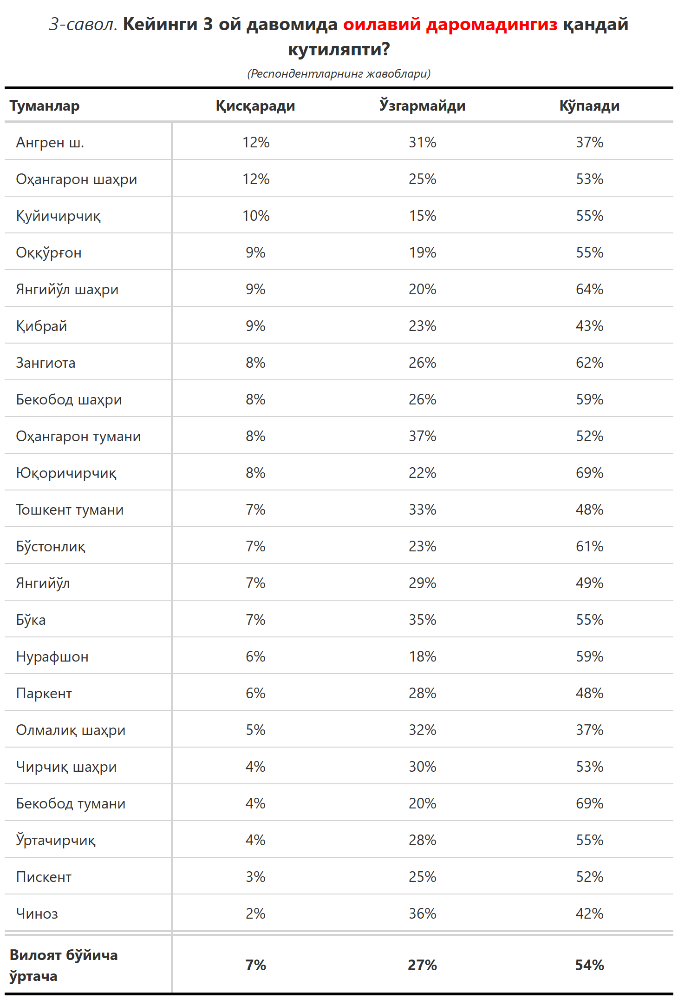 3-савол. Кейинги 3 ой давомида оилавий даромадингиз қандай
кутиляпти?
(Респондентларнинг жавоблари)
Туманлар Қисқаради Ўзгармайди Кўпаяди
Ангрен ш. 12% 31% 37%
Оҳангарон шаҳри 12% 25% 53%
Қуйичирчиқ 10% 15% 55%
Оққўрғон 9% 19% 55%
Янгийўл шаҳри 9% 20% 64%
Қибрай 9% 23% 43%
Зангиота 8% 26% 62%
Бекобод шаҳри 8% 26% 59%
Оҳангарон тумани 8% 37% 52%
Юқоричирчиқ 8% 22% 69%
Тошкент тумани 7% 33% 48%
Бўстонлиқ 7% 23% 61%
Янгийўл 7% 29% 49%
Бўка 7% 35% 55%
Нурафшон 6% 18% 59%
Паркент 6% 28% 48%
Олмалиқ шаҳри 5% 32% 37%
Чирчиқ шаҳри 4% 30% 53%
Бекобод тумани 4% 20% 69%
Ўртачирчиқ 4% 28% 55%
Пискент 3% 25% 52%
Чиноз 2% 36% 42%
Вилоят бўйича
ўртача 7% 27% 54%